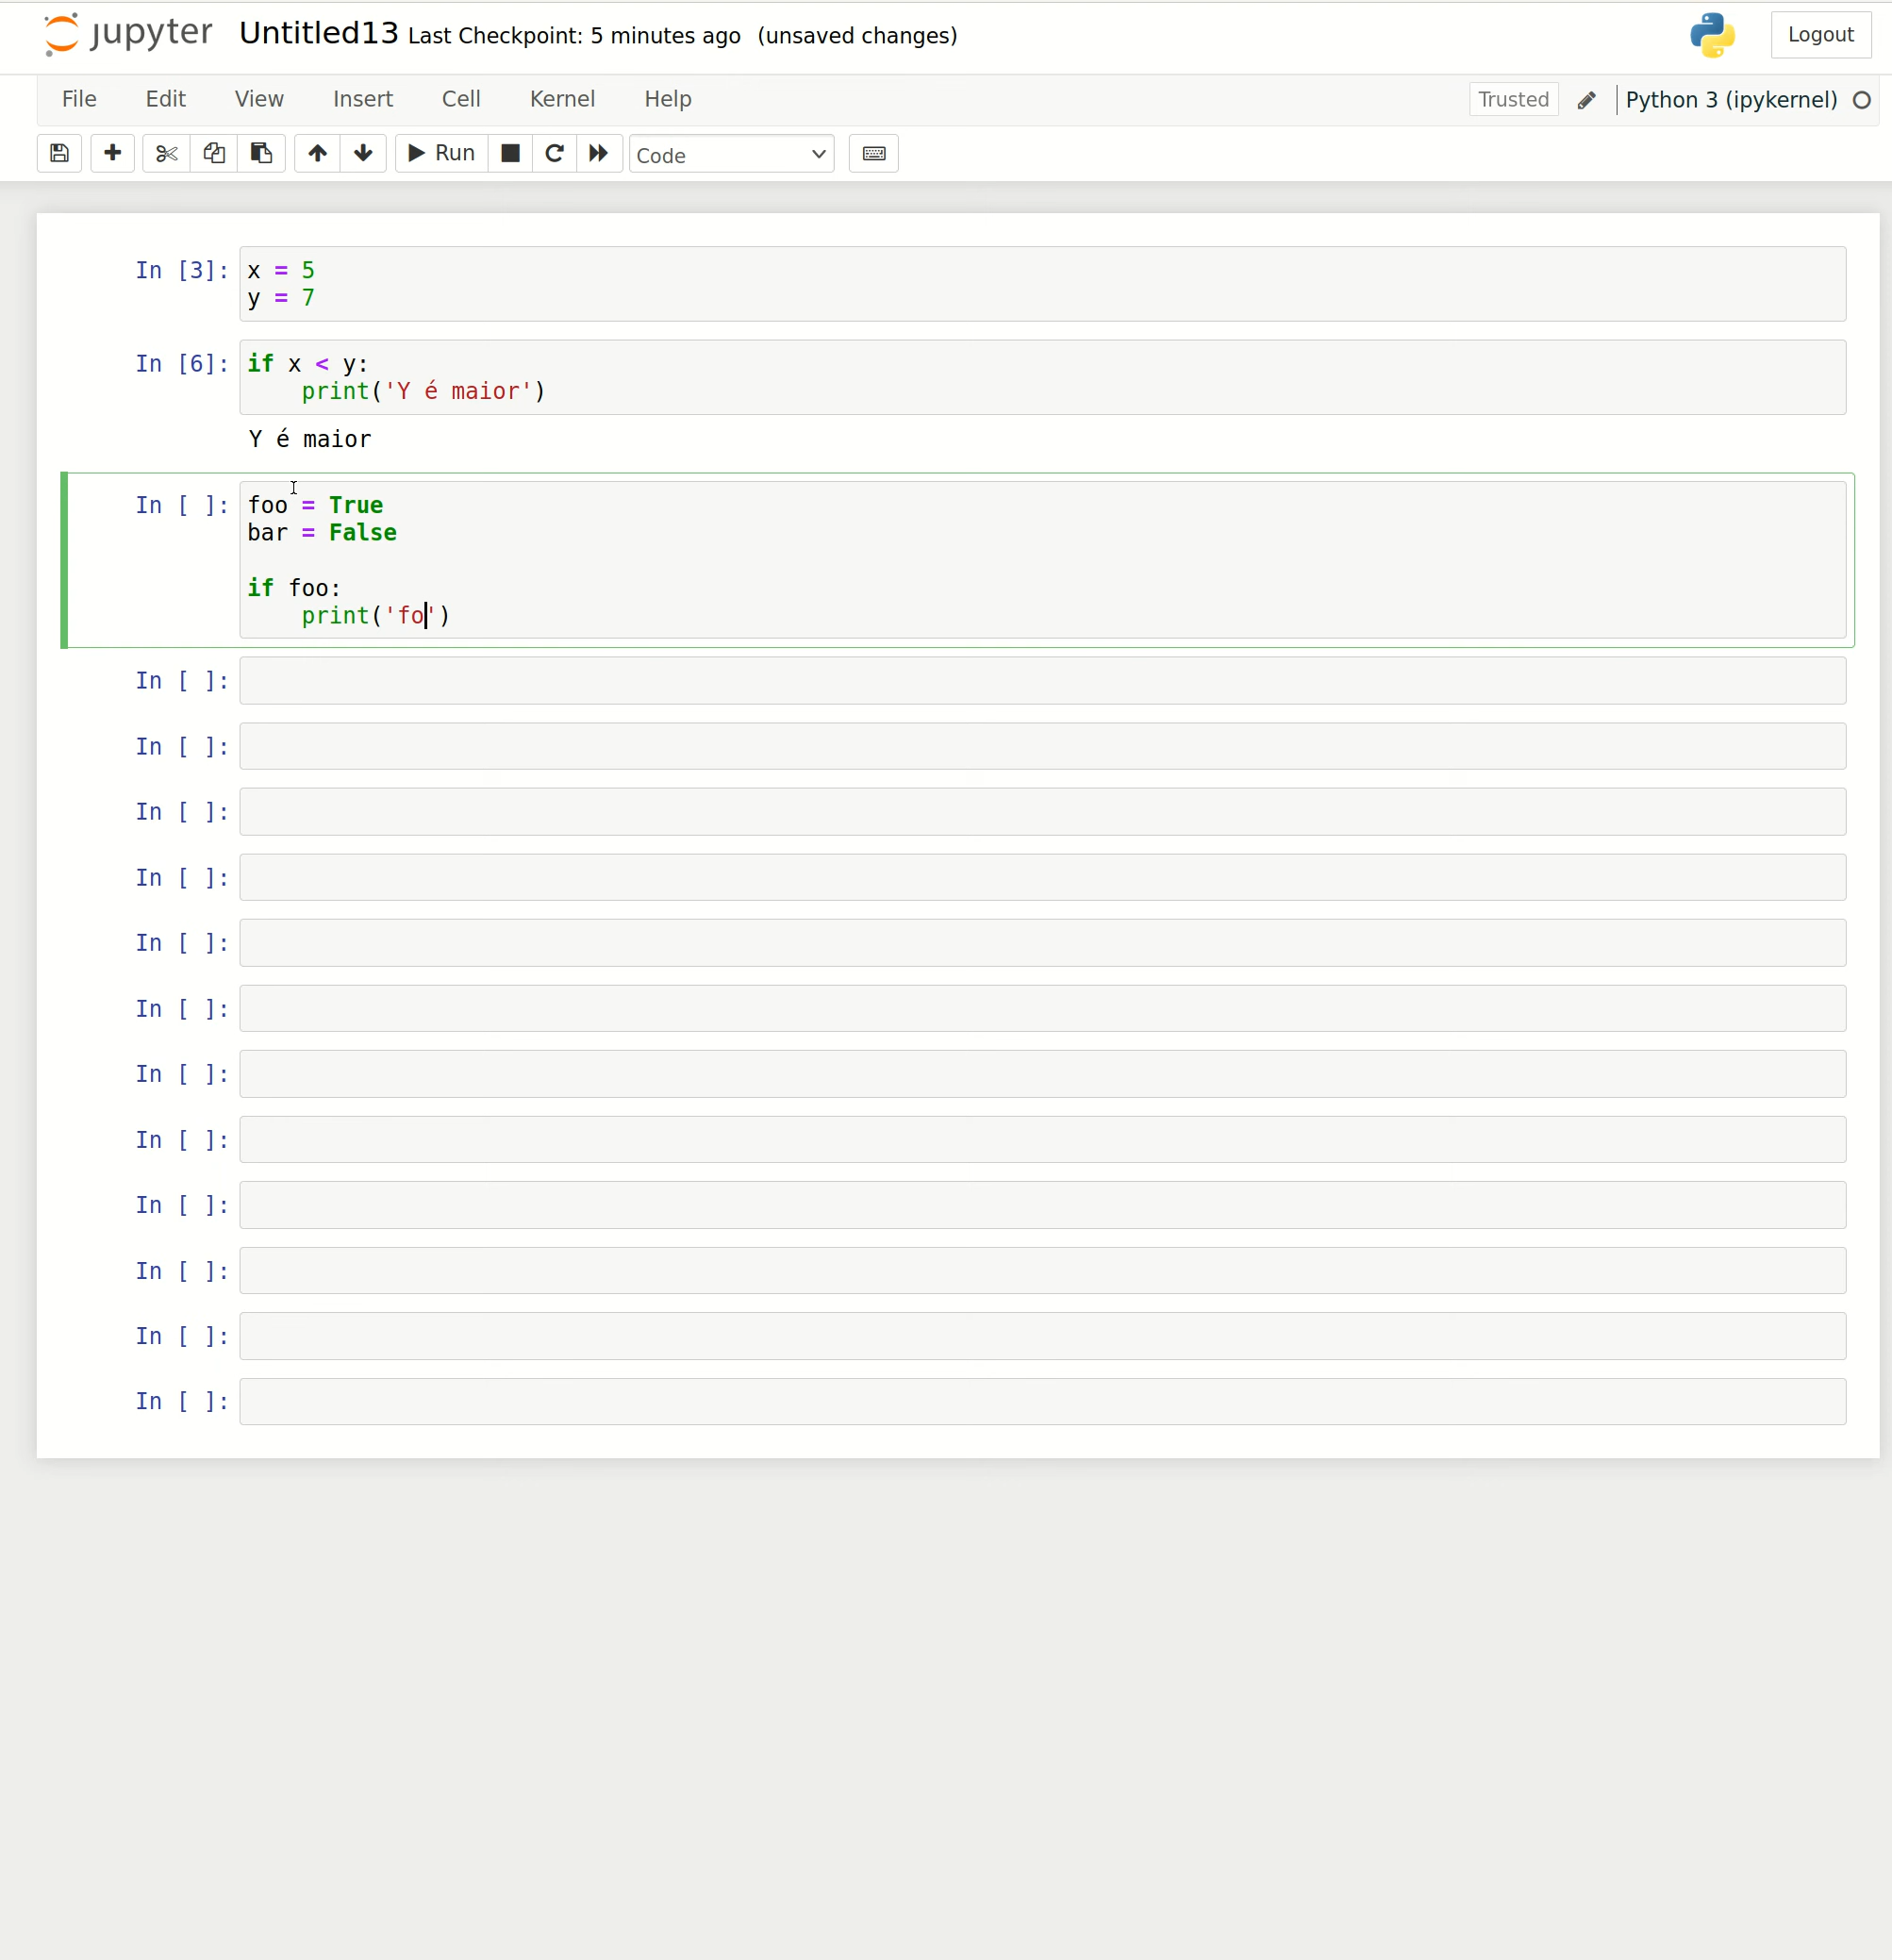 jupyter Untitled13 Last Checkpoint: 5 minutes ago (unsaved changes) Logout
File Edit View Insert Cell Kernel Help Trusted Python 3 (ipykernel)
Run Code
In [3]: x = 5
y = 7
In [6]: if x < y:
    print('Y é maior')
Y é maior
In [ ]: foo = True
bar = False
if foo:
    print('fo')
In [ ]:
In [ ]:
In [ ]:
In [ ]:
In [ ]:
In [ ]:
In [ ]:
In [ ]:
In [ ]:
In [ ]:
In [ ]:
In [ ]: